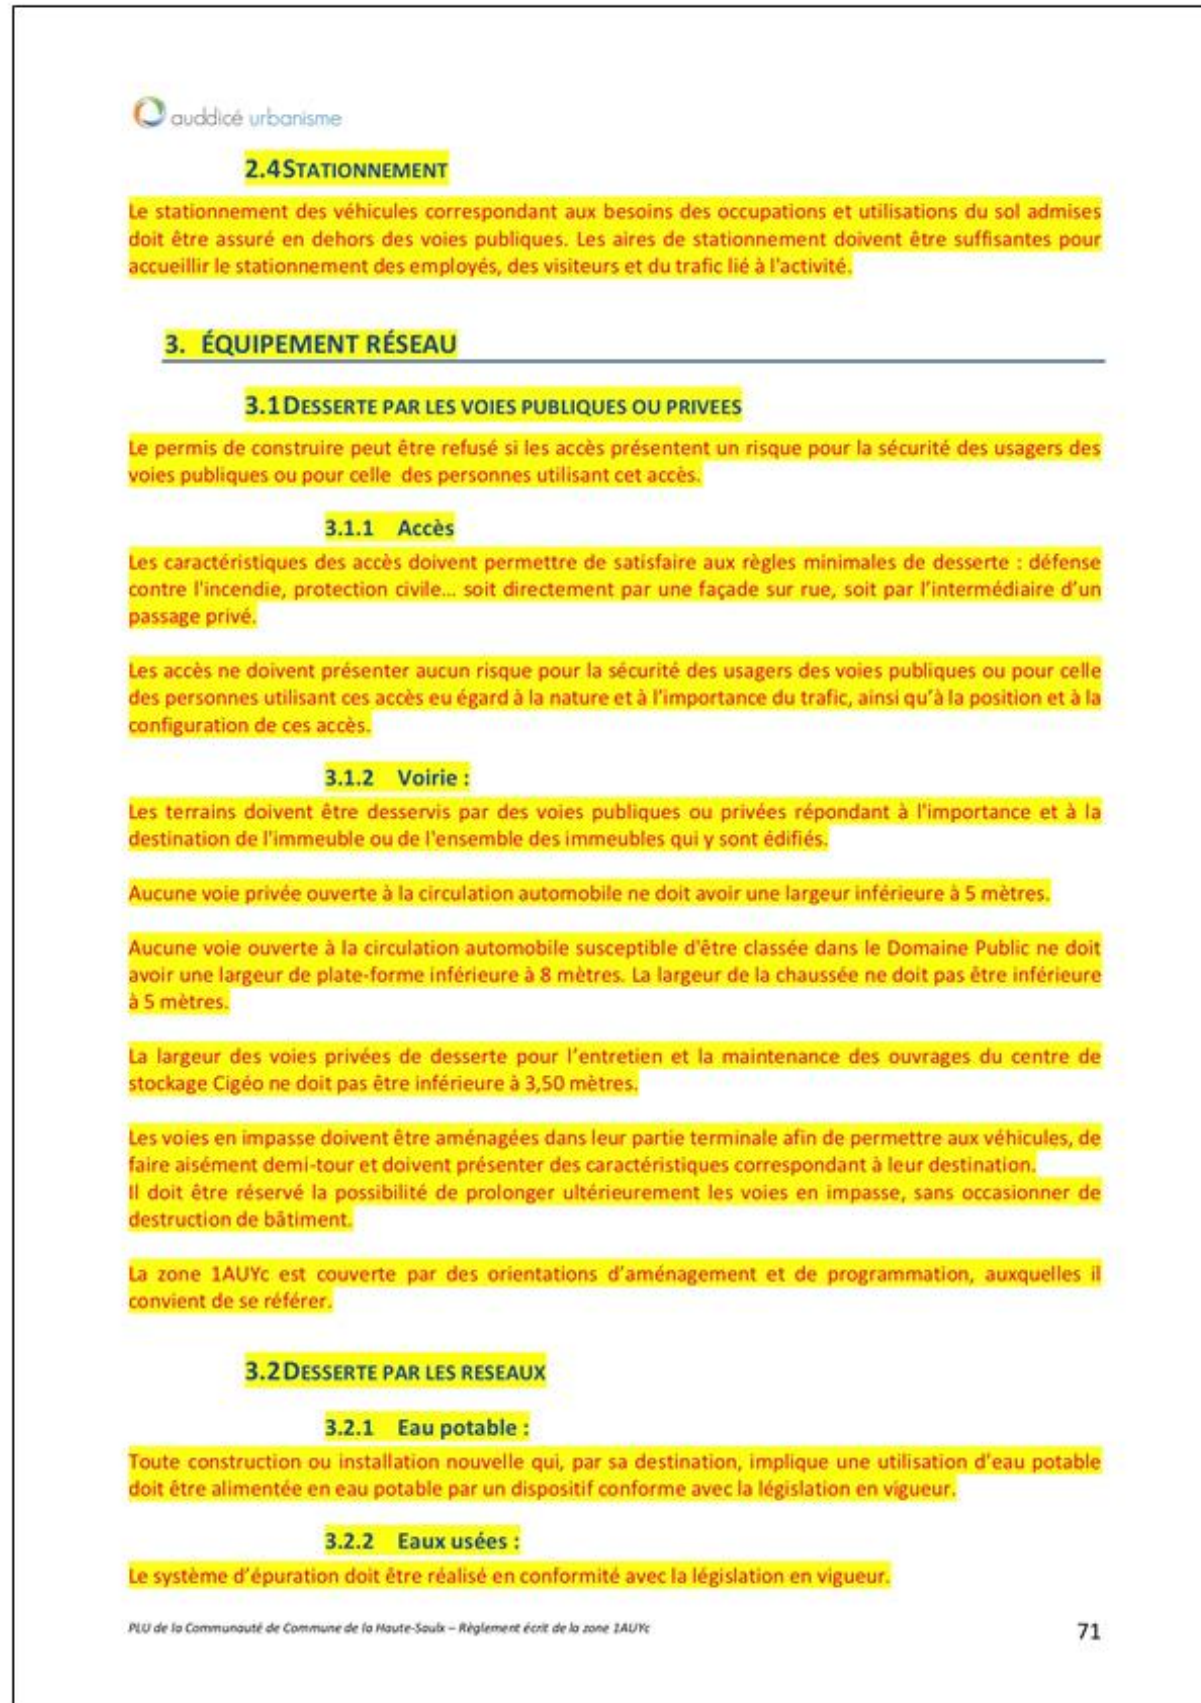 auddicé urbanisme
2.4 STATIONNEMENT
Le stationnement des véhicules correspondant aux besoins des occupations et utilisations du sol admises
doit être assuré en dehors des voies publiques. Les aires de stationnement doivent être suffisantes pour
accueillir le stationnement des employés, des visiteurs et du trafic lié à l'activité.
3. ÉQUIPEMENT RÉSEAU
3.1 DESSERTE PAR LES VOIES PUBLIQUES OU PRIVEES
Le permis de construire peut être refusé si les accès présentent un risque pour la sécurité des usagers des
voies publiques ou pour celle des personnes utilisant cet accès.
3.1.1 Accès
Les caractéristiques des accès doivent permettre de satisfaire aux règles minimales de desserte : défense
contre l'incendie, protection civile... soit directement par une façade sur rue, soit par l'intermédiaire d'un
passage privé.
Les accès ne doivent présenter aucun risque pour la sécurité des usagers des voies publiques ou pour celle
des personnes utilisant ces accès eu égard à la nature et à l'importance du trafic, ainsi qu'à la position et à la
configuration de ces accès.
3.1.2 Voirie :
Les terrains doivent être desservis par des voies publiques ou privées répondant à l'importance et à la
destination de l'immeuble ou de l'ensemble des immeubles qui y sont édifiés.
Aucune voie privée ouverte à la circulation automobile ne doit avoir une largeur inférieure à 5 mètres.
Aucune voie ouverte à la circulation automobile susceptible d'être classée dans le Domaine Public ne doit
avoir une largeur de plate-forme inférieure à 8 mètres. La largeur de la chaussée ne doit pas être inférieure
à 5 mètres.
La largeur des voies privées de desserte pour l'entretien et la maintenance des ouvrages du centre de
stockage Cigéo ne doit pas être inférieure à 3,50 mètres.
Les voies en impasse doivent être aménagées dans leur partie terminale afin de permettre aux véhicules, de
faire aisément demi-tour et doivent présenter des caractéristiques correspondant à leur destination.
Il doit être réservé la possibilité de prolonger ultérieurement les voies en impasse, sans occasionner de
destruction de bâtiment.
La zone 1AUYc est couverte par des orientations d'aménagement et de programmation, auxquelles il
convient de se référer.
3.2 DESSERTE PAR LES RESEAUX
3.2.1 Eau potable :
Toute construction ou installation nouvelle qui, par sa destination, implique une utilisation d'eau potable
doit être alimentée en eau potable par un dispositif conforme avec la législation en vigueur.
3.2.2 Eaux usées :
Le système d'épuration doit être réalisé en conformité avec la législation en vigueur.
PLU de la Communauté de Commune de la Haute-Saulx – Règlement écrit de la zone 1AUYc
71